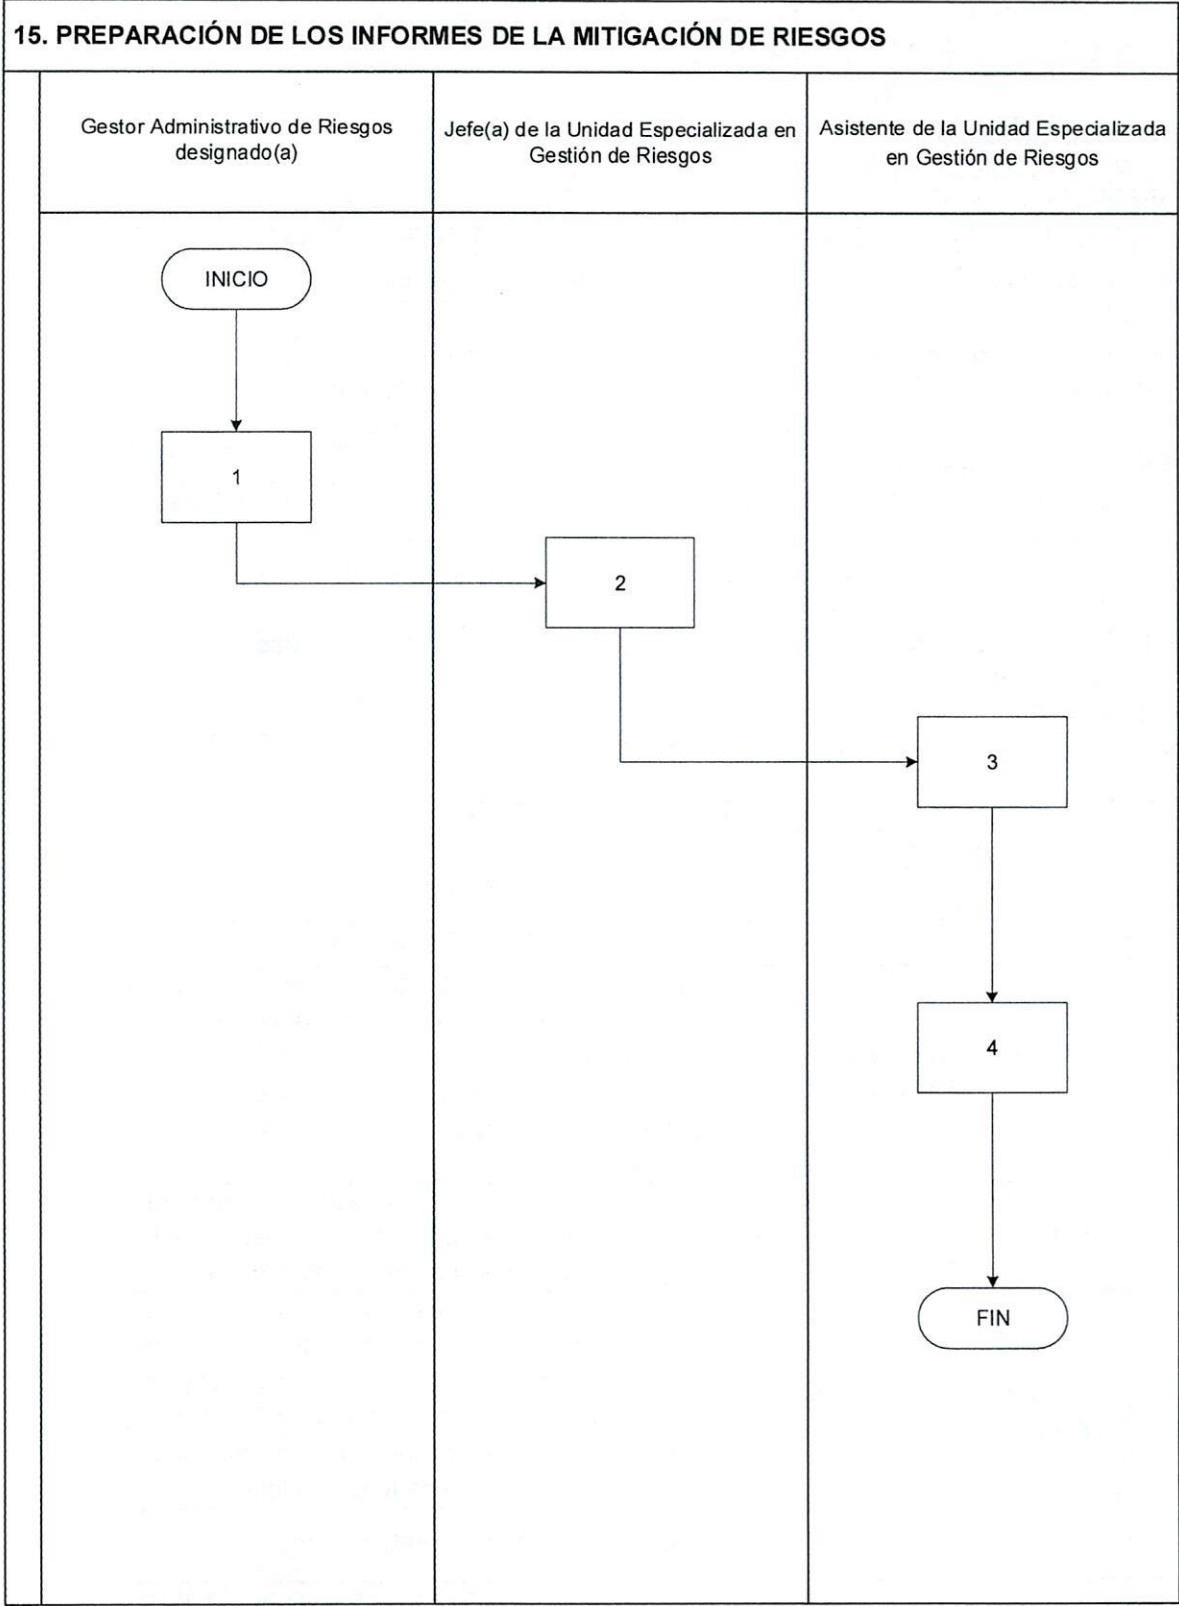 15. PREPARACIÓN DE LOS INFORMES DE LA MITIGACIÓN DE RIESGOS
Gestor Administrativo de Riesgos
designado(a)
Jefe(a) de la Unidad Especializada en
Gestión de Riesgos
Asistente de la Unidad Especializada
en Gestión de Riesgos
INICIO
1
2
3
4
FIN